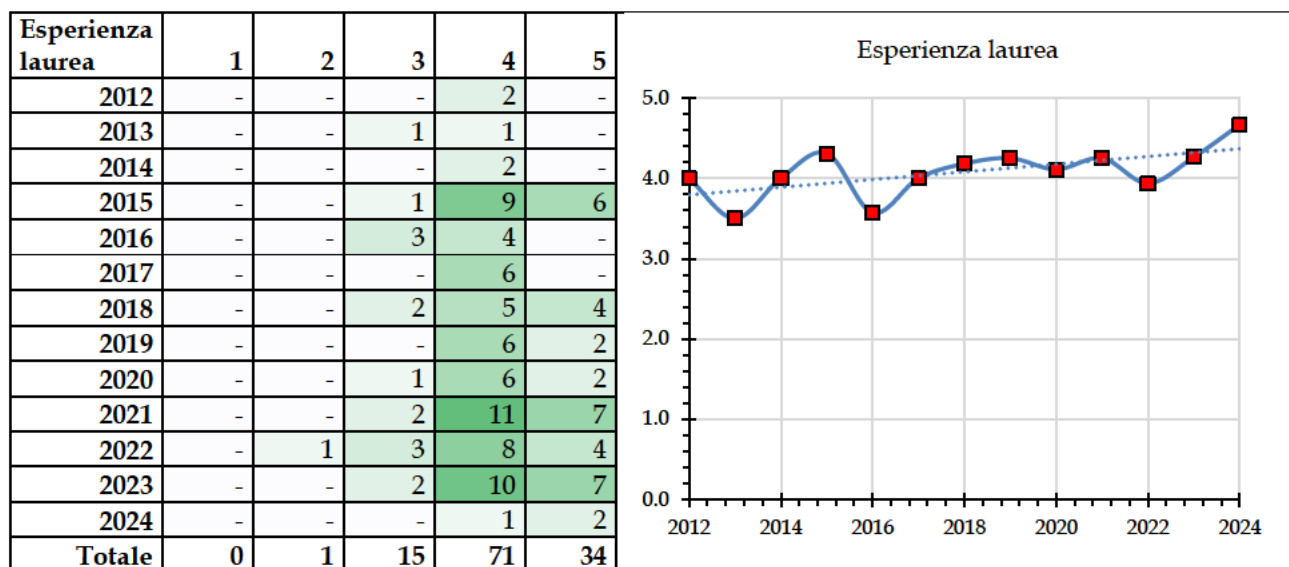 Esperienza laurea 1 2 3 4 5
2012 - - - 2 -
2013 - - 1 1 -
2014 - - - 2 -
2015 - - 1 9 6
2016 - - 3 4 -
2017 - - - 6 -
2018 - - 2 5 4
2019 - - - 6 2
2020 - - 1 6 2
2021 - - 2 11 7
2022 - 1 3 8 4
2023 - - 2 10 7
2024 - - - 1 2
Totale 0 1 15 71 34
Esperienza laurea
5.0
4.0
3.0
2.0
1.0
0.0
2012 2014 2016 2018 2020 2022 2024